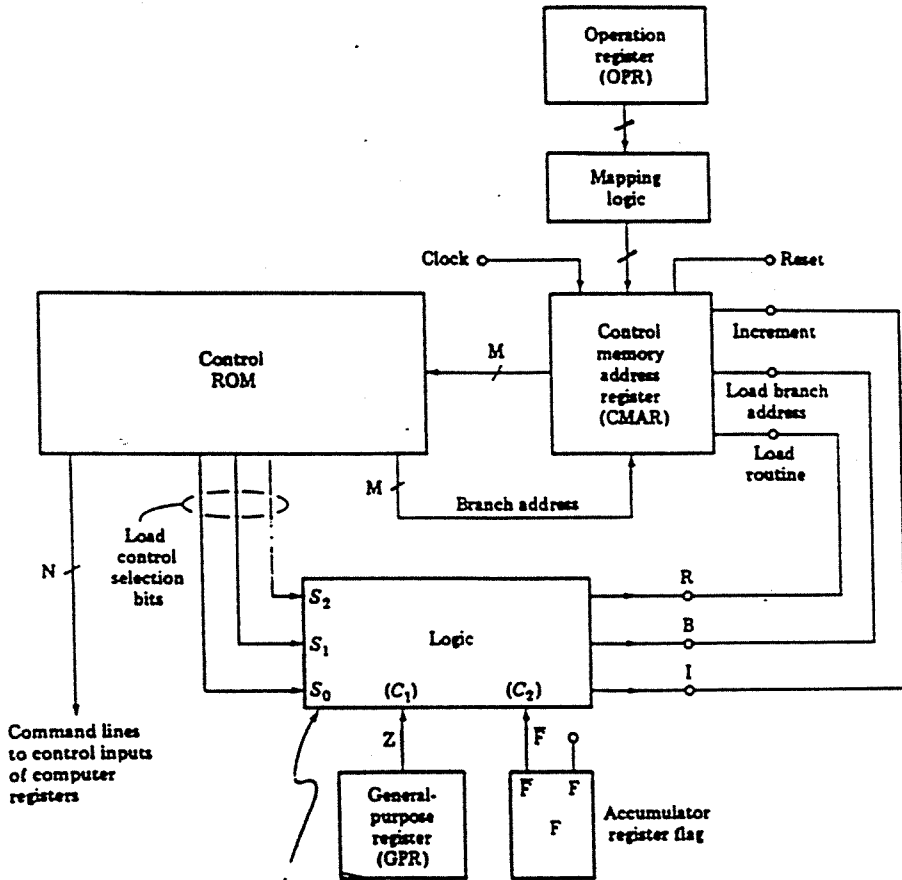 Operation
register
(OPR)
Mapping
logic
Clock
Reset
Control
ROM
M
Control
memory
address
register
(CMAR)
Increment
Load branch
address
Load
routine
M
Branch address
Load
control
selection
bits
N
S₂
S₁
S₀
Logic
(C₁)
(C₂)
R
B
I
Command lines
to control inputs
of computer
registers
Z
F̅
General-
purpose
register
(GPR)
F̅
F
F
Accumulator
register flag